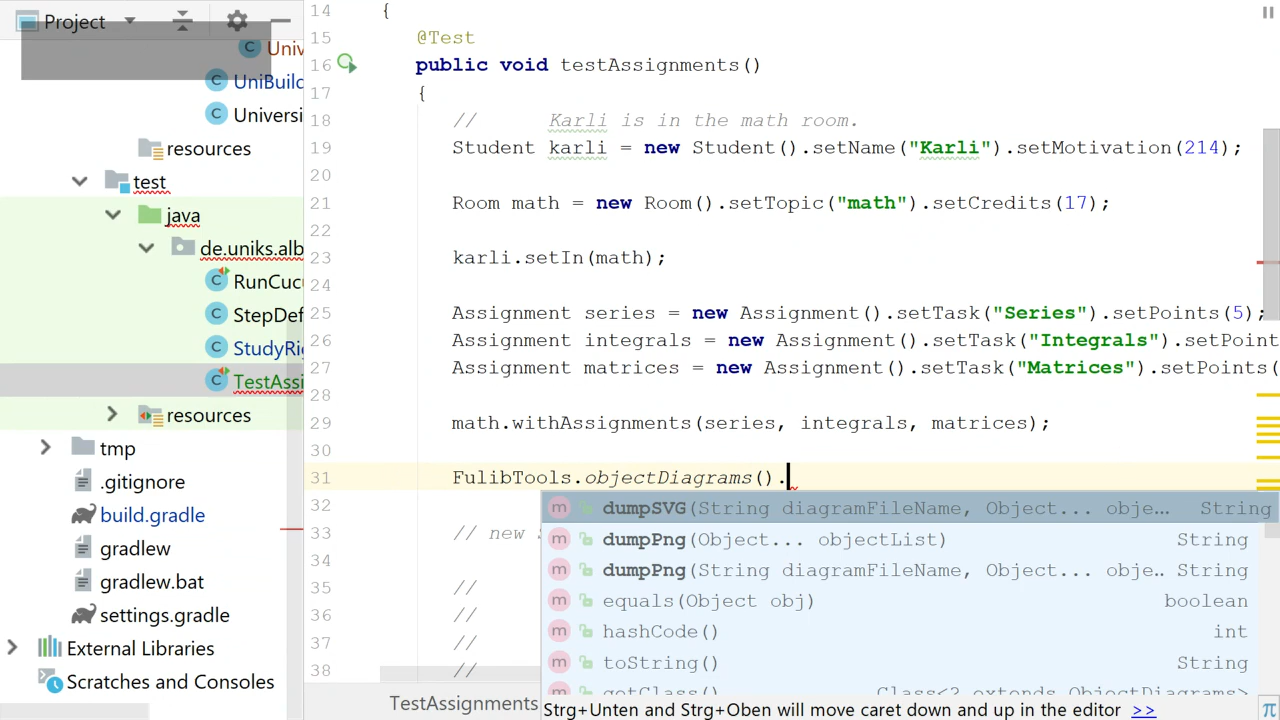 Project
Univ
UniBuild
Universi
resources
test
java
de.uniks.alb
RunCuc
StepDef
StudyRi
TestAssi
resources
tmp
.gitignore
build.gradle
gradlew
gradlew.bat
settings.gradle
External Libraries
Scratches and Consoles
14 {
15 @Test
16 public void testAssignments()
17 {
18 // Karli is in the math room.
19 Student karli = new Student().setName("Karli").setMotivation(214);
20
21 Room math = new Room().setTopic("math").setCredits(17);
22
23 karli.setIn(math);
24
25 Assignment series = new Assignment().setTask("Series").setPoints(5);
26 Assignment integrals = new Assignment().setTask("Integrals").setPoint
27 Assignment matrices = new Assignment().setTask("Matrices").setPoints(
28
29 math.withAssignments(series, integrals, matrices);
30
31 FulibTools.objectDiagrams().
32
33 // new S
34
35 //
36 //
37 //
38 //
dumpSVG(String diagramFileName, Object... obje… String
dumpPng(Object... objectList) String
dumpPng(String diagramFileName, Object... obje… String
equals(Object obj) boolean
hashCode() int
toString() String
getClass() Class<? extends ObjectDiagrams>
Strg+Unten and Strg+Oben will move caret down and up in the editor >>
TestAssignments